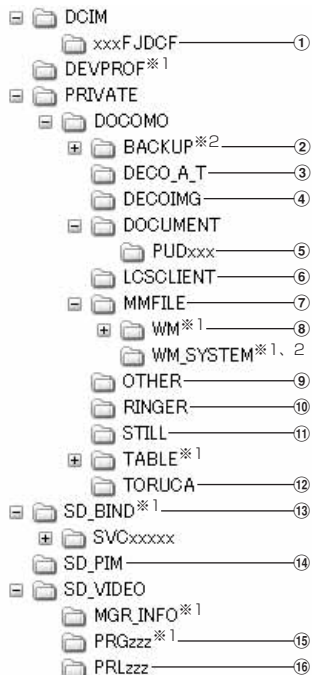 DCIM
xxxFJDCF ①
DEVPROF※1
PRIVATE
DOCOMO
BACKUP※2 ②
DECO_A_T ③
DECOIMG ④
DOCUMENT
PUDxxx ⑤
LCSCLIENT ⑥
MMFILE ⑦
WM※1 ⑧
WM_SYSTEM※1、2
OTHER ⑨
RINGER ⑩
STILL ⑪
TABLE※1
TORUCA ⑫
SD_BIND※1 ⑬
SVCxxxxx
SD_PIM ⑭
SD_VIDEO
MGR_INFO※1
PRGzzz※1 ⑮
PRLzzz ⑯